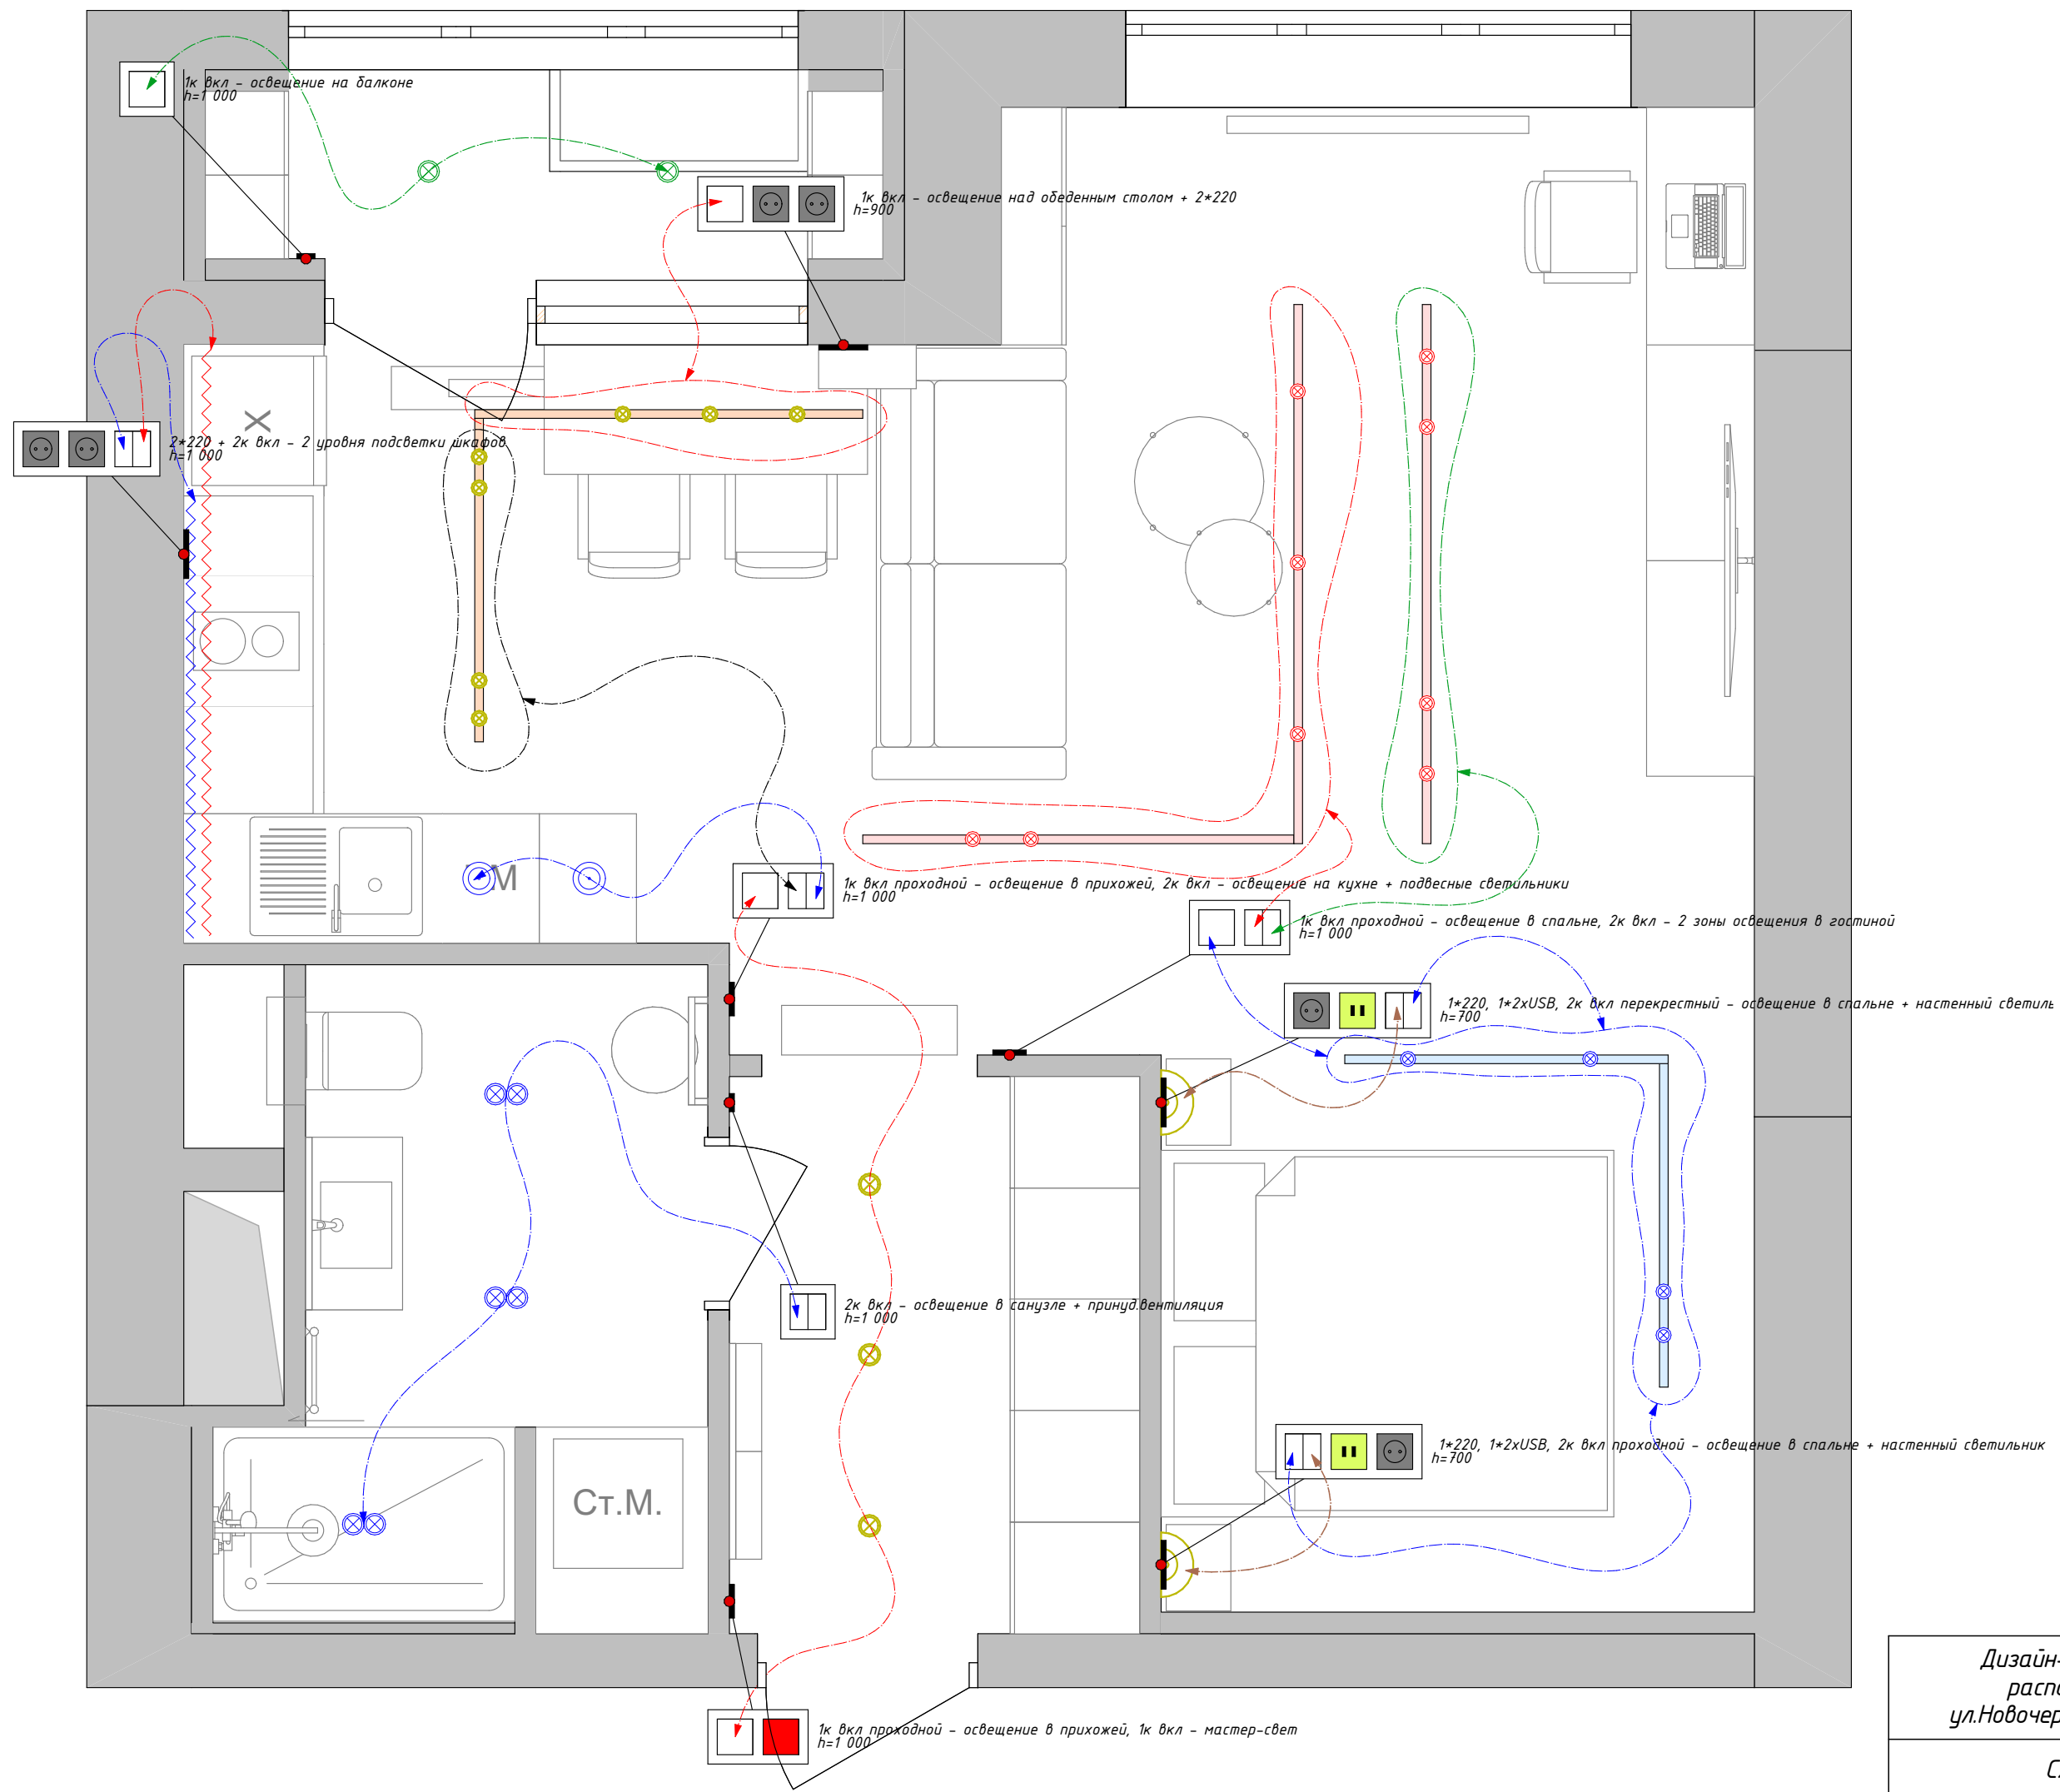 1к вкл – освещение на балконе
h=1 000
1к вкл – освещение над обеденным столом + 2*220
h=900
Х
2*220 + 2к вкл – 2 уровня подсветки шкафов
h=1 000
М
1к вкл проходной – освещение в прихожей, 2к вкл – освещение на кухне + подвесные светильники
h=1 000
1к вкл проходной – освещение в спальне, 2к вкл – 2 зоны освещения в гостиной
h=1 000
1*220, 1*2xUSB, 2к вкл перекрестный – освещение в спальне + настенный светиль
h=700
2к вкл – освещение в санузле + принуд.вентиляция
h=1 000
1*220, 1*2xUSB, 2к вкл проходной – освещение в спальне + настенный светильник
h=700
Ст.М.
1к вкл проходной – освещение в прихожей, 1к вкл – мастер-свет
h=1 000
Дизайн-
распо
ул.Новочер